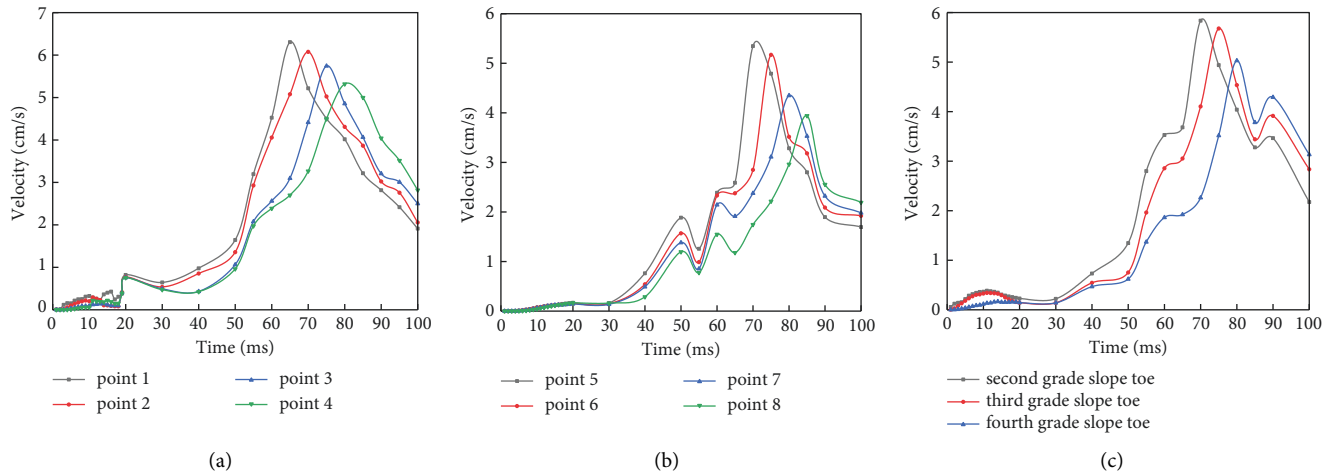 7
6
5
4
3
2
1
0
Velocity (cm/s)
0 10 20 30 40 50 60 70 80 90 100
Time (ms)
point 1 point 3
point 2 point 4
(a)
6
5
4
3
2
1
0
Velocity (cm/s)
0 10 20 30 40 50 60 70 80 90 100
Time (ms)
point 5 point 7
point 6 point 8
(b)
6
5
4
3
2
1
0
Velocity (cm/s)
0 10 20 30 40 50 60 70 80 90 100
Time (ms)
second grade slope toe
third grade slope toe
fourth grade slope toe
(c)